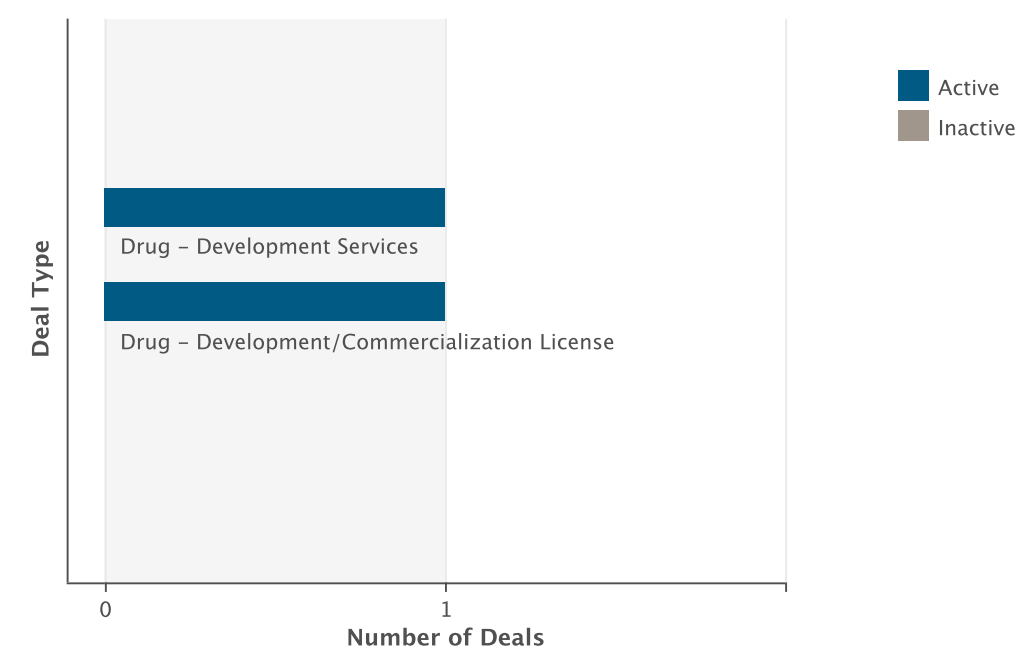 Active
Inactive
Drug – Development Services
Drug – Development/Commercialization License
Deal Type
0
1
Number of Deals